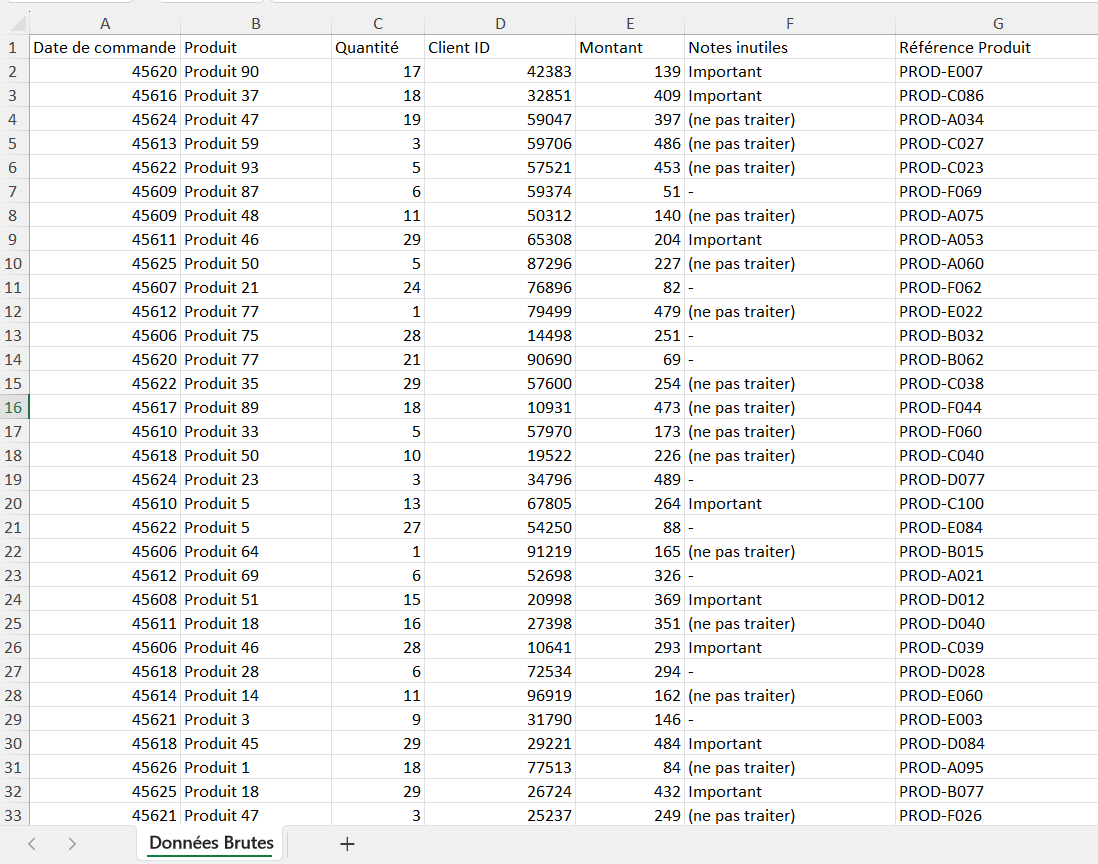 A B C D E F G
1 Date de commande Produit Quantité Client ID Montant Notes inutiles Référence Produit
2 45620 Produit 90 17 42383 139 Important PROD-E007
3 45616 Produit 37 18 32851 409 Important PROD-C086
4 45624 Produit 47 19 59047 397 (ne pas traiter) PROD-A034
5 45613 Produit 59 3 59706 486 (ne pas traiter) PROD-C027
6 45622 Produit 93 5 57521 453 (ne pas traiter) PROD-C023
7 45609 Produit 87 6 59374 51 - PROD-F069
8 45609 Produit 48 11 50312 140 (ne pas traiter) PROD-A075
9 45611 Produit 46 29 65308 204 Important PROD-A053
10 45625 Produit 50 5 87296 227 (ne pas traiter) PROD-A060
11 45607 Produit 21 24 76896 82 - PROD-F062
12 45612 Produit 77 1 79499 479 (ne pas traiter) PROD-E022
13 45606 Produit 75 28 14498 251 - PROD-B032
14 45620 Produit 77 21 90690 69 - PROD-B062
15 45622 Produit 35 29 57600 254 (ne pas traiter) PROD-C038
16 45617 Produit 89 18 10931 473 (ne pas traiter) PROD-F044
17 45610 Produit 33 5 57970 173 (ne pas traiter) PROD-F060
18 45618 Produit 50 10 19522 226 (ne pas traiter) PROD-C040
19 45624 Produit 23 3 34796 489 - PROD-D077
20 45610 Produit 5 13 67805 264 Important PROD-C100
21 45622 Produit 5 27 54250 88 - PROD-E084
22 45606 Produit 64 1 91219 165 (ne pas traiter) PROD-B015
23 45612 Produit 69 6 52698 326 - PROD-A021
24 45608 Produit 51 15 20998 369 Important PROD-D012
25 45611 Produit 18 16 27398 351 (ne pas traiter) PROD-D040
26 45606 Produit 46 28 10641 293 Important PROD-C039
27 45618 Produit 28 6 72534 294 - PROD-D028
28 45614 Produit 14 11 96919 162 (ne pas traiter) PROD-E060
29 45621 Produit 3 9 31790 146 - PROD-E003
30 45618 Produit 45 29 29221 484 Important PROD-D084
31 45626 Produit 1 18 77513 84 (ne pas traiter) PROD-A095
32 45625 Produit 18 29 26724 432 Important PROD-B077
33 45621 Produit 47 3 25237 249 (ne pas traiter) PROD-F026
Données Brutes